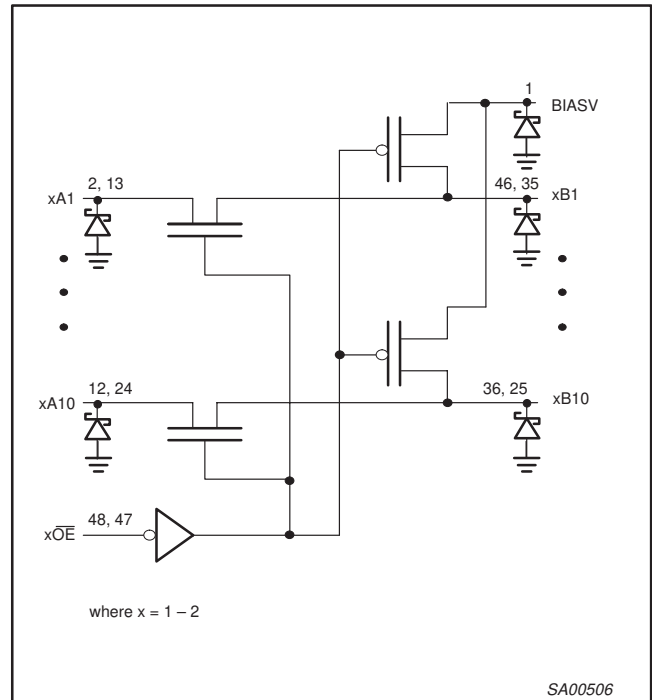 1
BIASV
2, 13
xA1
46, 35
xB1
12, 24
xA10
36, 25
xB10
48, 47
xO̅E̅
where x = 1 – 2
SA00506